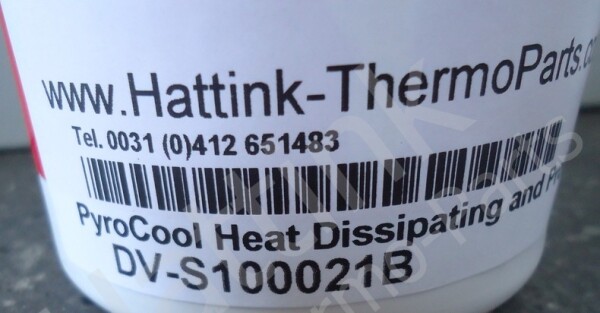 www.Hattink-ThermoParts.
Tel. 0031 (0)412 651483
PyroCool Heat Dissipating and
DV-S100021B